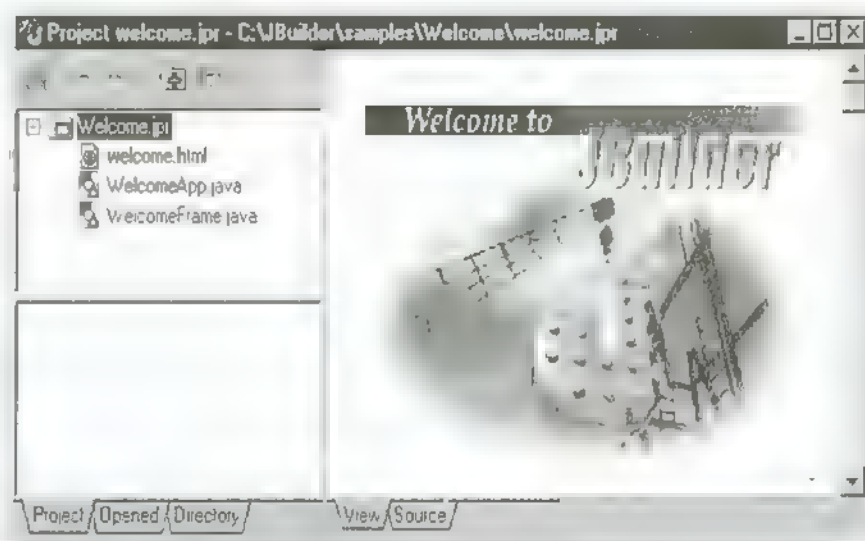 Project welcome.jpr - C:\JBuilder\samples\Welcome\welcome.jpr
Welcome.jpr
welcome.html
WelcomeApp.java
WelcomeFrame.java
Welcome to
JBuilder
Project
Opened
Directory
View
Source